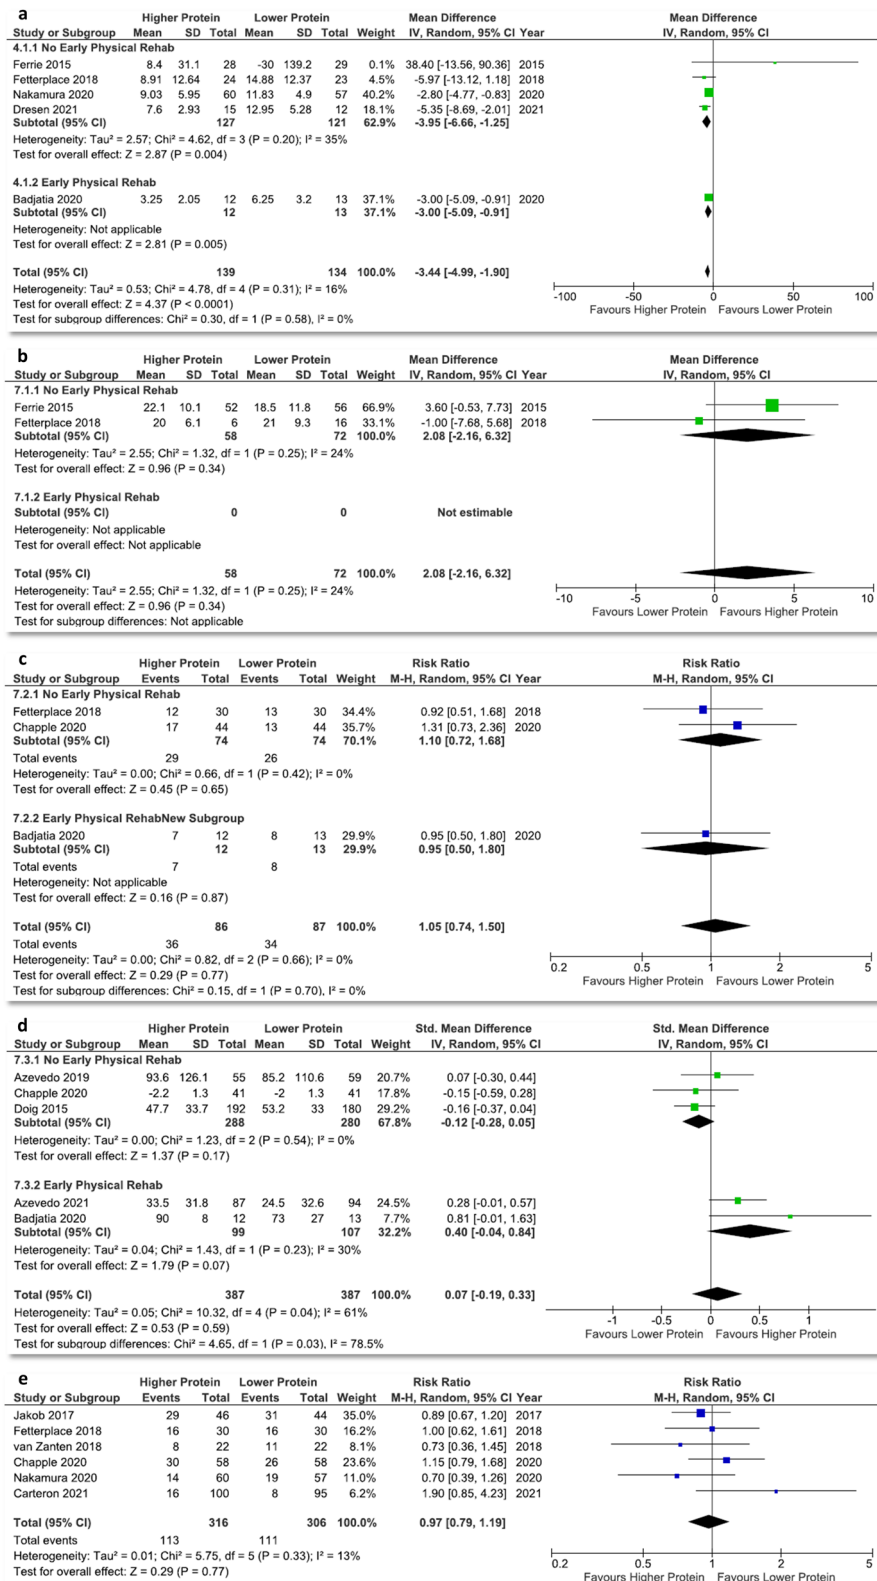 a
Higher Protein Lower Protein Mean Difference Mean Difference
Study or Subgroup Mean SD Total Mean SD Total Weight IV, Random, 95% CI Year IV, Random, 95% CI
4.1.1 No Early Physical Rehab
Ferrie 2015 8.4 31.1 28 -30 139.2 29 0.1% 38.40 [-13.56, 90.36] 2015
Fetterplace 2018 8.91 12.64 24 14.88 12.37 23 4.5% -5.97 [-13.12, 1.18] 2018
Nakamura 2020 9.03 5.95 60 11.83 4.9 57 40.2% -2.80 [-4.77, -0.83] 2020
Dresen 2021 7.6 2.93 15 12.95 5.28 12 18.1% -5.35 [-8.69, -2.01] 2021
Subtotal (95% CI) 127 121 62.9% -3.95 [-6.66, -1.25]
Heterogeneity: Tau² = 2.57; Chi² = 4.62, df = 3 (P = 0.20); I² = 35%
Test for overall effect: Z = 2.87 (P = 0.004)
4.1.2 Early Physical Rehab
Badjatia 2020 3.25 2.05 12 6.25 3.2 13 37.1% -3.00 [-5.09, -0.91] 2020
Subtotal (95% CI) 12 13 37.1% -3.00 [-5.09, -0.91]
Heterogeneity: Not applicable
Test for overall effect: Z = 2.81 (P = 0.005)
Total (95% CI) 139 134 100.0% -3.44 [-4.99, -1.90]
Heterogeneity: Tau² = 0.53; Chi² = 4.78, df = 4 (P = 0.31); I² = 16%
Test for overall effect: Z = 4.37 (P < 0.0001)
Test for subgroup differences: Chi² = 0.30, df = 1 (P = 0.58), I² = 0%
-100 -50 0 50 100
Favours Higher Protein Favours Lower Protein
b
Higher Protein Lower Protein Mean Difference Mean Difference
Study or Subgroup Mean SD Total Mean SD Total Weight IV, Random, 95% CI Year IV, Random, 95% CI
7.1.1 No Early Physical Rehab
Ferrie 2015 22.1 10.1 52 18.5 11.8 56 66.9% 3.60 [-0.53, 7.73] 2015
Fetterplace 2018 20 6.1 6 21 9.3 16 33.1% -1.00 [-7.68, 5.68] 2018
Subtotal (95% CI) 58 72 100.0% 2.08 [-2.16, 6.32]
Heterogeneity: Tau² = 2.55; Chi² = 1.32, df = 1 (P = 0.25); I² = 24%
Test for overall effect: Z = 0.96 (P = 0.34)
7.1.2 Early Physical Rehab
Subtotal (95% CI) 0 0 Not estimable
Heterogeneity: Not applicable
Test for overall effect: Not applicable
Total (95% CI) 58 72 100.0% 2.08 [-2.16, 6.32]
Heterogeneity: Tau² = 2.55; Chi² = 1.32, df = 1 (P = 0.25); I² = 24%
Test for overall effect: Z = 0.96 (P = 0.34)
Test for subgroup differences: Not applicable
-10 -5 0 5 10
Favours Lower Protein Favours Higher Protein
c
Higher Protein Lower Protein Risk Ratio Risk Ratio
Study or Subgroup Events Total Events Total Weight M-H, Random, 95% CI Year M-H, Random, 95% CI
7.2.1 No Early Physical Rehab
Fetterplace 2018 12 30 13 30 34.4% 0.92 [0.51, 1.68] 2018
Chapple 2020 17 44 13 44 35.7% 1.31 [0.73, 2.36] 2020
Subtotal (95% CI) 74 74 70.1% 1.10 [0.72, 1.68]
Total events 29 26
Heterogeneity: Tau² = 0.00; Chi² = 0.66, df = 1 (P = 0.42); I² = 0%
Test for overall effect: Z = 0.45 (P = 0.65)
7.2.2 Early Physical RehabNew Subgroup
Badjatia 2020 7 12 8 13 29.9% 0.95 [0.50, 1.80] 2020
Subtotal (95% CI) 12 13 29.9% 0.95 [0.50, 1.80]
Total events 7 8
Heterogeneity: Not applicable
Test for overall effect: Z = 0.16 (P = 0.87)
Total (95% CI) 86 87 100.0% 1.05 [0.74, 1.50]
Total events 36 34
Heterogeneity: Tau² = 0.00; Chi² = 0.82, df = 2 (P = 0.66); I² = 0%
Test for overall effect: Z = 0.29 (P = 0.77)
Test for subgroup differences: Chi² = 0.15, df = 1 (P = 0.70), I² = 0%
0.2 1 2 5
Favours Higher Protein Favours Lower Protein
d
Higher Protein Lower Protein Std. Mean Difference Std. Mean Difference
Study or Subgroup Mean SD Total Mean SD Total Weight IV, Random, 95% CI IV, Random, 95% CI
7.3.1 No Early Physical Rehab
Azevedo 2019 93.6 126.1 55 85.2 110.6 59 20.7% 0.07 [-0.30, 0.44]
Chapple 2020 -2.2 1.3 41 -2 1.3 41 17.8% -0.15 [-0.59, 0.28]
Doig 2015 47.7 33.7 192 53.2 33 180 29.2% -0.16 [-0.37, 0.04]
Subtotal (95% CI) 288 280 67.8% -0.12 [-0.28, 0.05]
Heterogeneity: Tau² = 0.00; Chi² = 1.23, df = 2 (P = 0.54); I² = 0%
Test for overall effect: Z = 1.37 (P = 0.17)
7.3.2 Early Physical Rehab
Azevedo 2021 33.5 31.8 87 24.5 32.6 94 24.5% 0.28 [-0.01, 0.57]
Badjatia 2020 90 8 12 73 27 13 7.7% 0.81 [-0.01, 1.63]
Subtotal (95% CI) 99 107 32.2% 0.40 [-0.04, 0.84]
Heterogeneity: Tau² = 0.04; Chi² = 1.43, df = 1 (P = 0.23); I² = 30%
Test for overall effect: Z = 1.79 (P = 0.07)
Total (95% CI) 387 387 100.0% 0.07 [-0.19, 0.33]
Heterogeneity: Tau² = 0.05; Chi² = 10.32, df = 4 (P = 0.04); I² = 61%
Test for overall effect: Z = 0.53 (P = 0.59)
Test for subgroup differences: Chi² = 4.65, df = 1 (P = 0.03), I² = 78.5%
-1 -0.5 0 0.5 1
Favours Lower Protein Favours Higher Protein
e
Higher Protein Lower Protein Risk Ratio Risk Ratio
Study or Subgroup Events Total Events Total Weight M-H, Random, 95% CI Year M-H, Random, 95% CI
Jakob 2017 29 46 31 44 35.0% 0.89 [0.67, 1.20] 2017
Fetterplace 2018 16 30 16 30 16.2% 1.00 [0.62, 1.61] 2018
van Zanten 2018 8 22 11 22 8.1% 0.73 [0.36, 1.45] 2018
Chapple 2020 30 58 26 58 23.6% 1.15 [0.79, 1.68] 2020
Nakamura 2020 14 60 19 57 11.0% 0.70 [0.39, 1.26] 2020
Carteron 2021 16 100 8 95 6.2% 1.90 [0.85, 4.23] 2021
Total (95% CI) 316 306 100.0% 0.97 [0.79, 1.19]
Total events 113 111
Heterogeneity: Tau² = 0.01; Chi² = 5.75, df = 5 (P = 0.33); I² = 13%
Test for overall effect: Z = 0.29 (P = 0.77)
0.2 1 2 5
Favours Higher Protein Favours Lower Protein